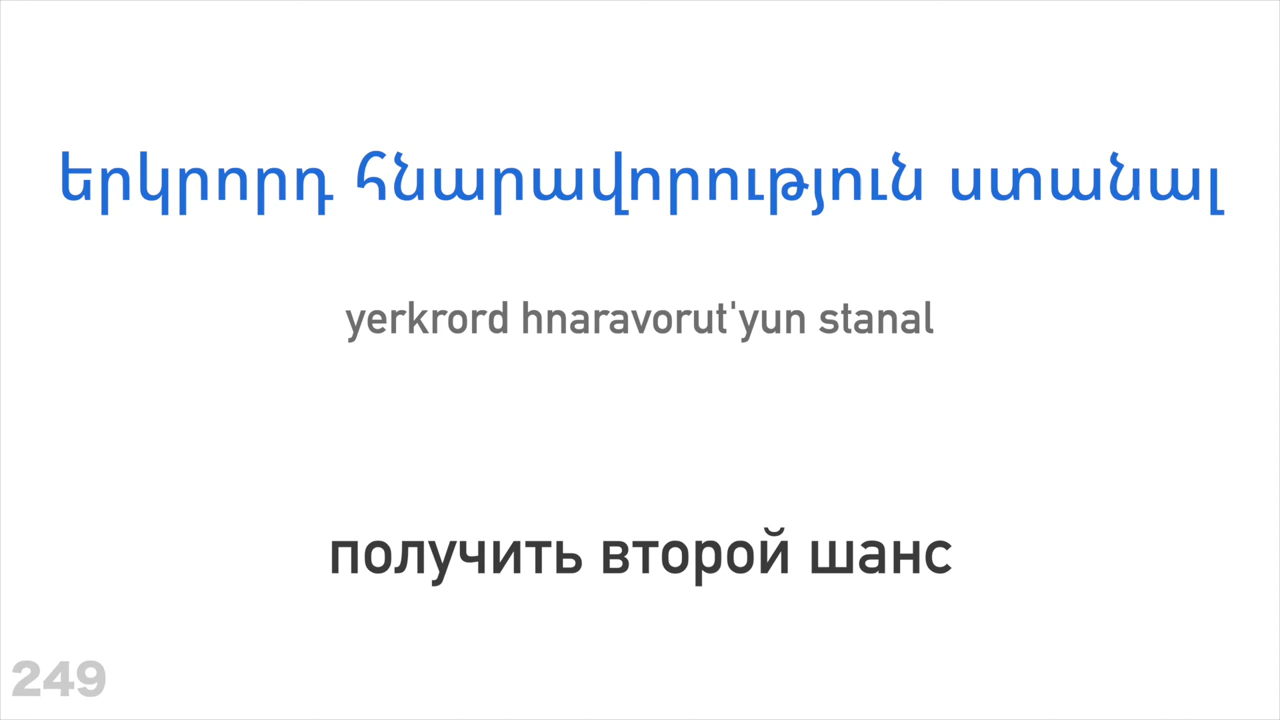 երկրորդ հնարավորություն ստանալ
yerkrord hnaravorut'yun stanal
получить второй шанс
249